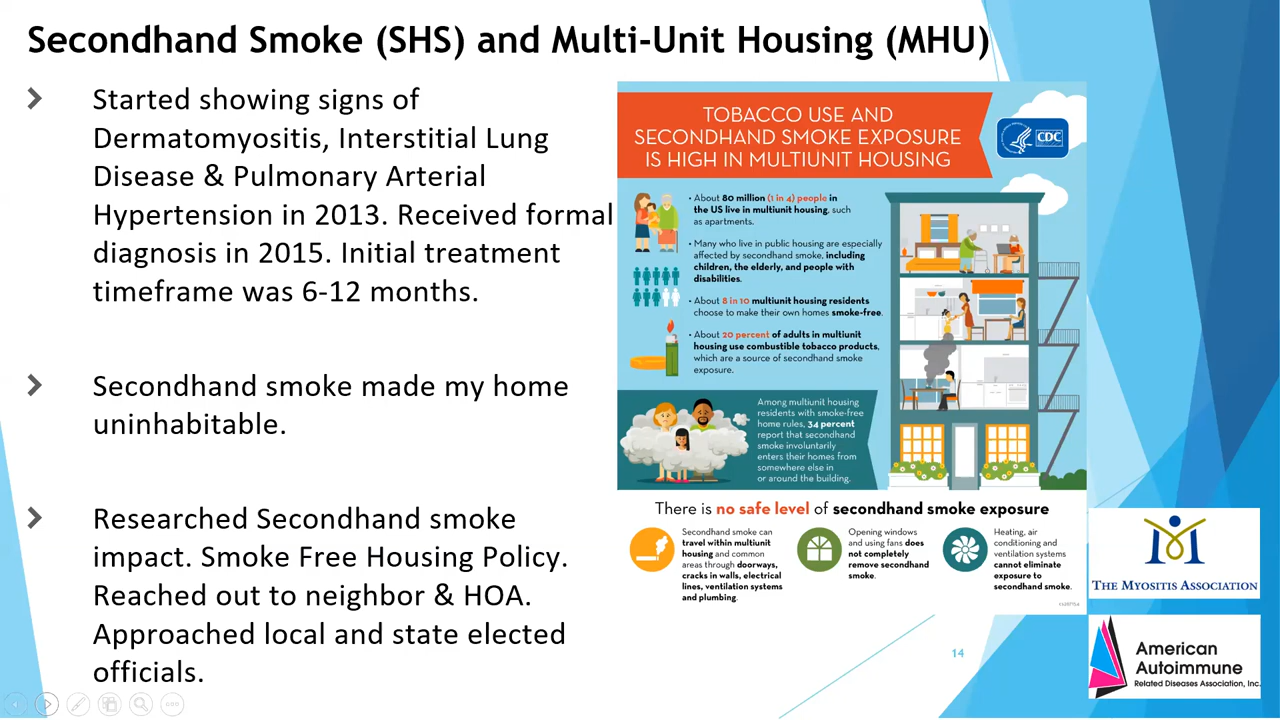 Secondhand Smoke (SHS) and Multi-Unit Housing (MHU)
Started showing signs of
Dermatomyositis, Interstitial Lung
Disease & Pulmonary Arterial
Hypertension in 2013. Received formal
diagnosis in 2015. Initial treatment
timeframe was 6-12 months.
Secondhand smoke made my home
uninhabitable.
Researched Secondhand smoke
impact. Smoke Free Housing Policy.
Reached out to neighbor & HOA.
Approached local and state elected
officials.
TOBACCO USE AND
SECONDHAND SMOKE EXPOSURE
IS HIGH IN MULTIUNIT HOUSING
CDC
• About 80 million (1 in 4) people in
the US live in multiunit housing, such
as apartments.
• Many who live in public housing are especially
affected by secondhand smoke, including
children, the elderly, and people with
disabilities.
• About 8 in 10 multiunit housing residents
choose to make their own homes smoke-free.
• About 20 percent of adults in multiunit
housing use combustible tobacco products,
which are a source of secondhand smoke
exposure.
Among multiunit housing
residents with smoke-free
home rules, 34 percent
report that secondhand
smoke involuntarily
enters their homes from
somewhere else in
or around the building.
There is no safe level of secondhand smoke exposure
Secondhand smoke can
travel within multiunit
housing and common
areas through doorways,
cracks in walls, electrical
lines, ventilation systems
and plumbing.
Opening windows
and using fans does
not completely
remove secondhand
smoke.
Heating, air
conditioning and
ventilation systems
cannot eliminate
exposure to
secondhand smoke.
THE MYOSITIS ASSOCIATION
14
American
Autoimmune
Related Diseases Association, Inc.